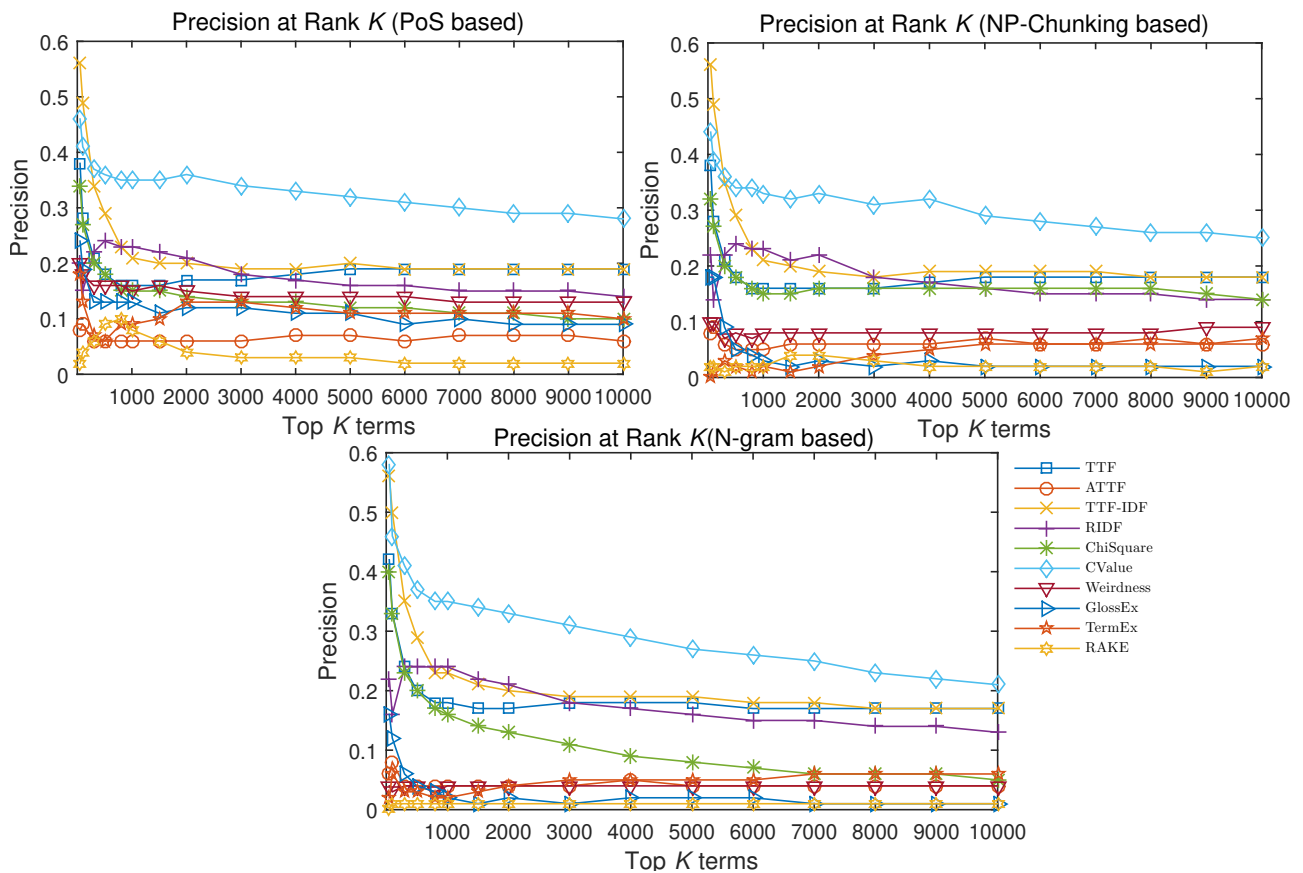 Precision at Rank K (PoS based)
0.6
0.5
0.4
0.3
0.2
0.1
0
Precision
1000 2000 3000 4000 5000 6000 7000 8000 9000 10000
Top K terms
Precision at Rank K (NP-Chunking based)
0.6
0.5
0.4
0.3
0.2
0.1
0
Precision
1000 2000 3000 4000 5000 6000 7000 8000 9000 10000
Top K terms
Precision at Rank K(N-gram based)
0.6
0.5
0.4
0.3
0.2
0.1
0
Precision
1000 2000 3000 4000 5000 6000 7000 8000 9000 10000
Top K terms
TTF
ATTF
TTF-IDF
RIDF
ChiSquare
CValue
Weirdness
GlossEx
TermEx
RAKE